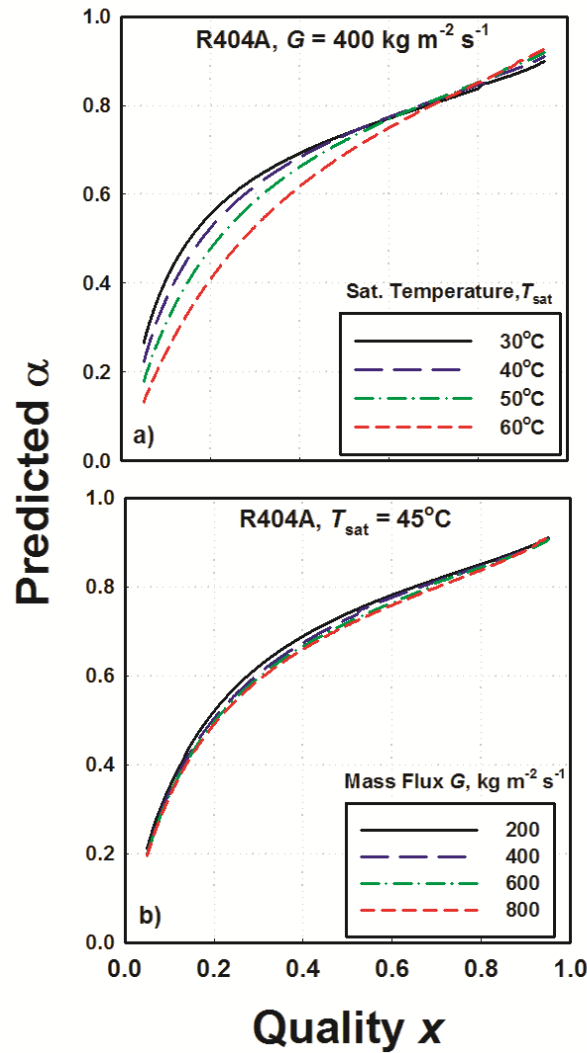 R404A, G = 400 kg m⁻² s⁻¹
1.0
0.8
0.6
0.4
0.2
0.0
Sat. Temperature,Tsat
30°C
40°C
50°C
60°C
a)
Predicted α
R404A, Tsat = 45°C
1.0
0.8
0.6
0.4
0.2
0.0
Mass Flux G, kg m⁻² s⁻¹
200
400
600
800
b)
0.0 0.2 0.4 0.6 0.8 1.0
Quality x